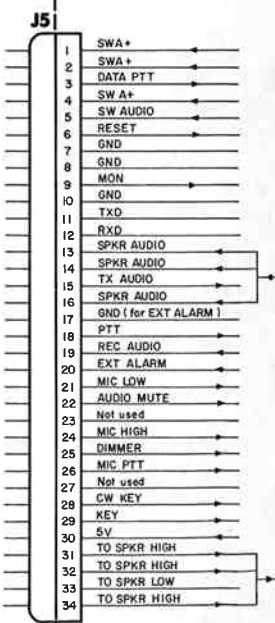 J5
1 SWA+
2 SWA+
3 DATA PTT
4 SW A+
5 SW AUDIO
6 RESET
7 GND
8 GND
9 MON
10 GND
11 TXD
12 RXD
13 SPKR AUDIO
14 SPKR AUDIO
15 TX AUDIO
16 SPKR AUDIO
17 GND ( for EXT ALARM )
18 PTT
19 REC AUDIO
20 EXT ALARM
21 MIC LOW
22 AUDIO MUTE
23 Not used
24 MIC HIGH
25 DIMMER
26 MIC PTT
27 Not used
28 CW KEY
29 KEY
30 5V
31 TO SPKR HIGH
32 TO SPKR HIGH
33 TO SPKR LOW
34 TO SPKR HIGH